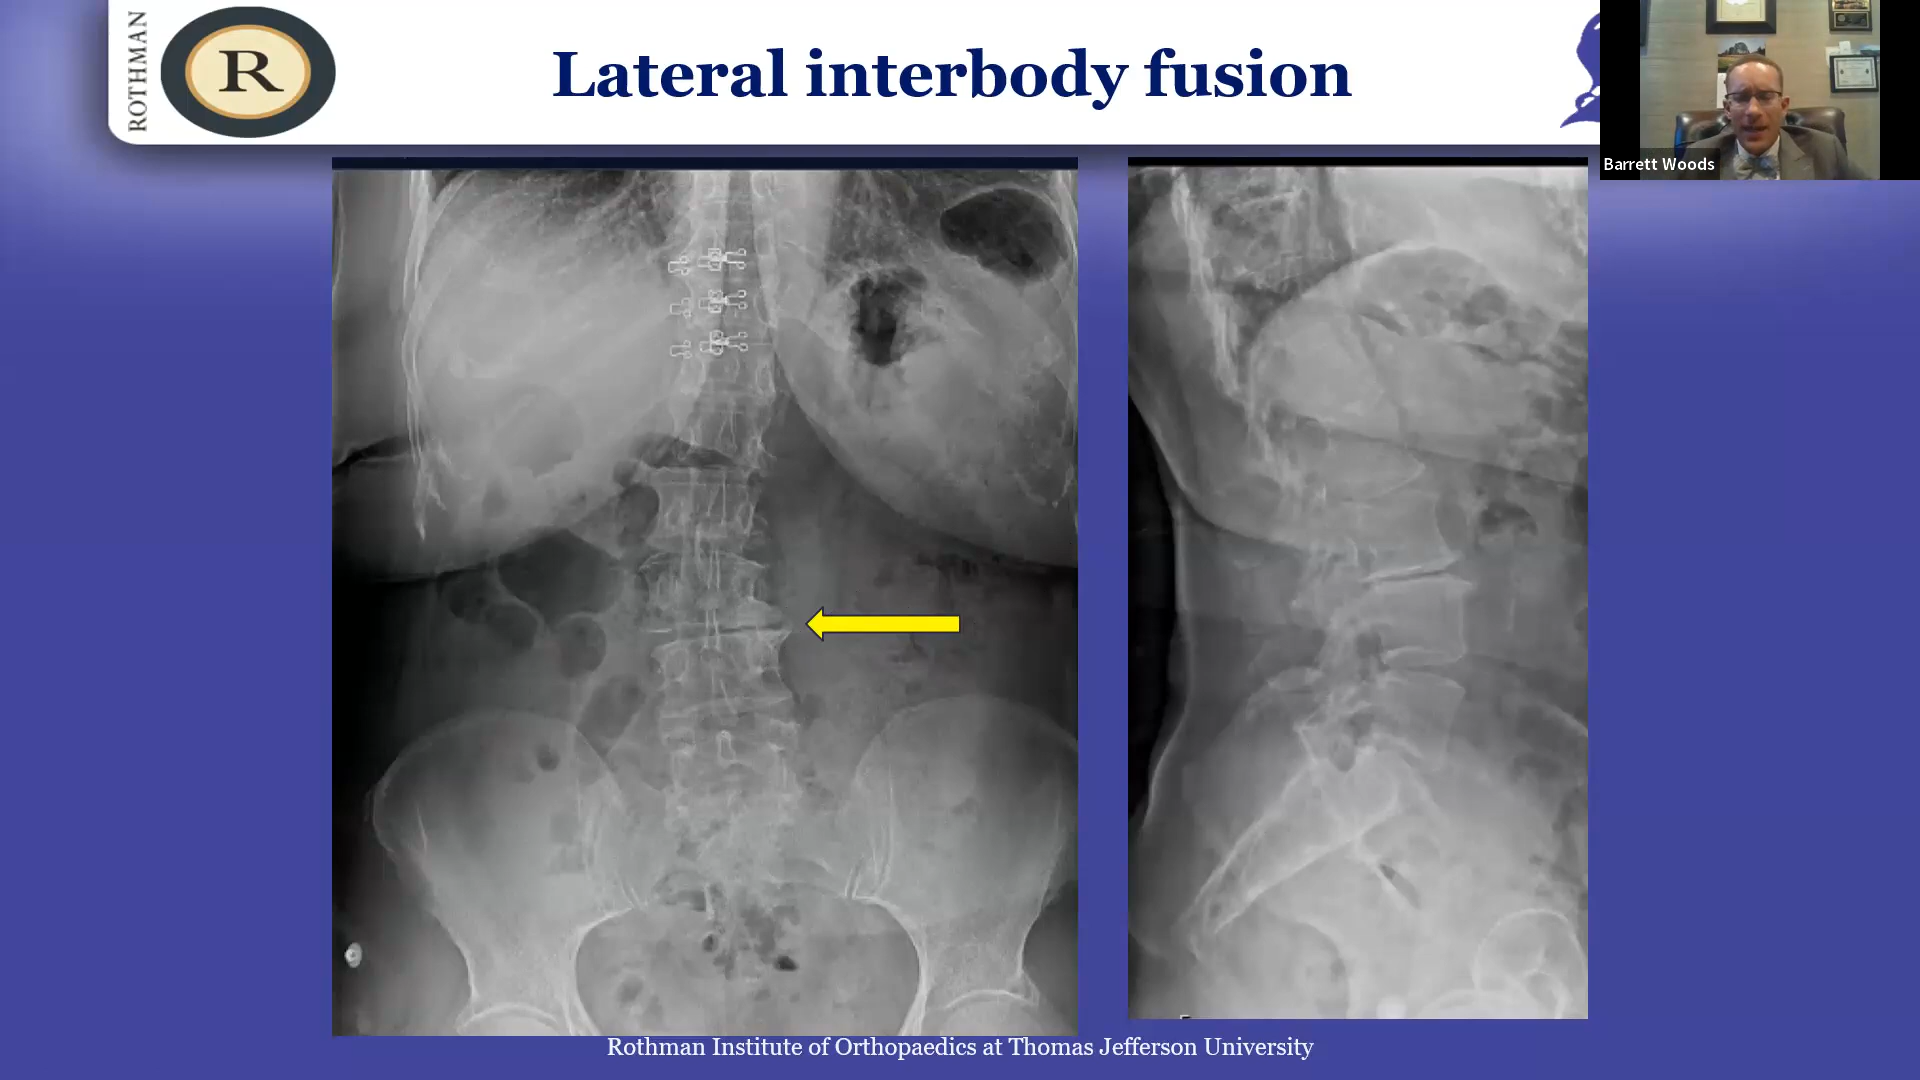 ROTHMAN
R
Lateral interbody fusion
Barrett Woods
Rothman Institute of Orthopaedics at Thomas Jefferson University